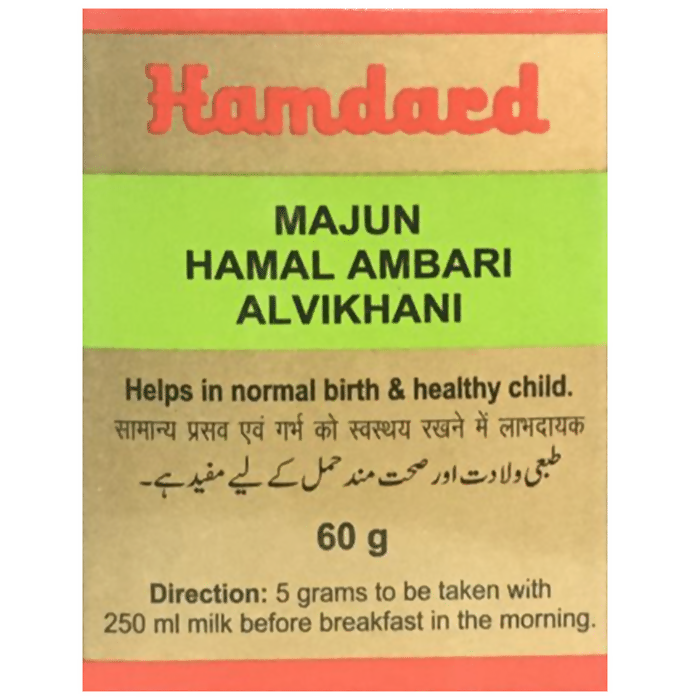 Hamdard
MAJUN
HAMAL AMBARI
ALVIKHANI
Helps in normal birth & healthy child.
सामान्य प्रसव एवं गर्भ को स्वस्थय रखने में लाभदायक
طبعی ولادت اور صحت مند حمل کے لیے مفید ہے۔
60 g
Direction: 5 grams to be taken with
250 ml milk before breakfast in the morning.